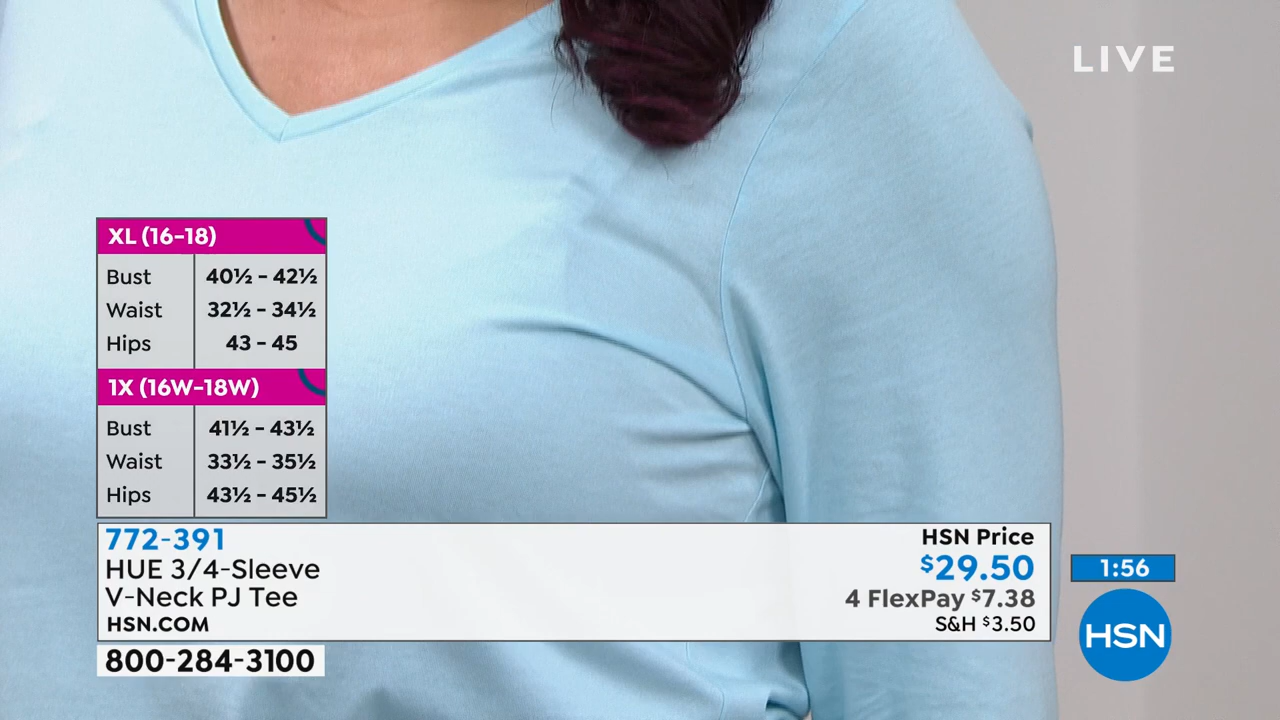 LIVE
XL (16-18)
Bust 40½ - 42½
Waist 32½ - 34½
Hips 43 - 45
1X (16W-18W)
Bust 41½ - 43½
Waist 33½ - 35½
Hips 43½ - 45½
772-391
HUE 3/4-Sleeve
V-Neck PJ Tee
HSN.COM
HSN Price
$29.50
4 FlexPay $7.38
S&H $3.50
800-284-3100
1:56
HSN